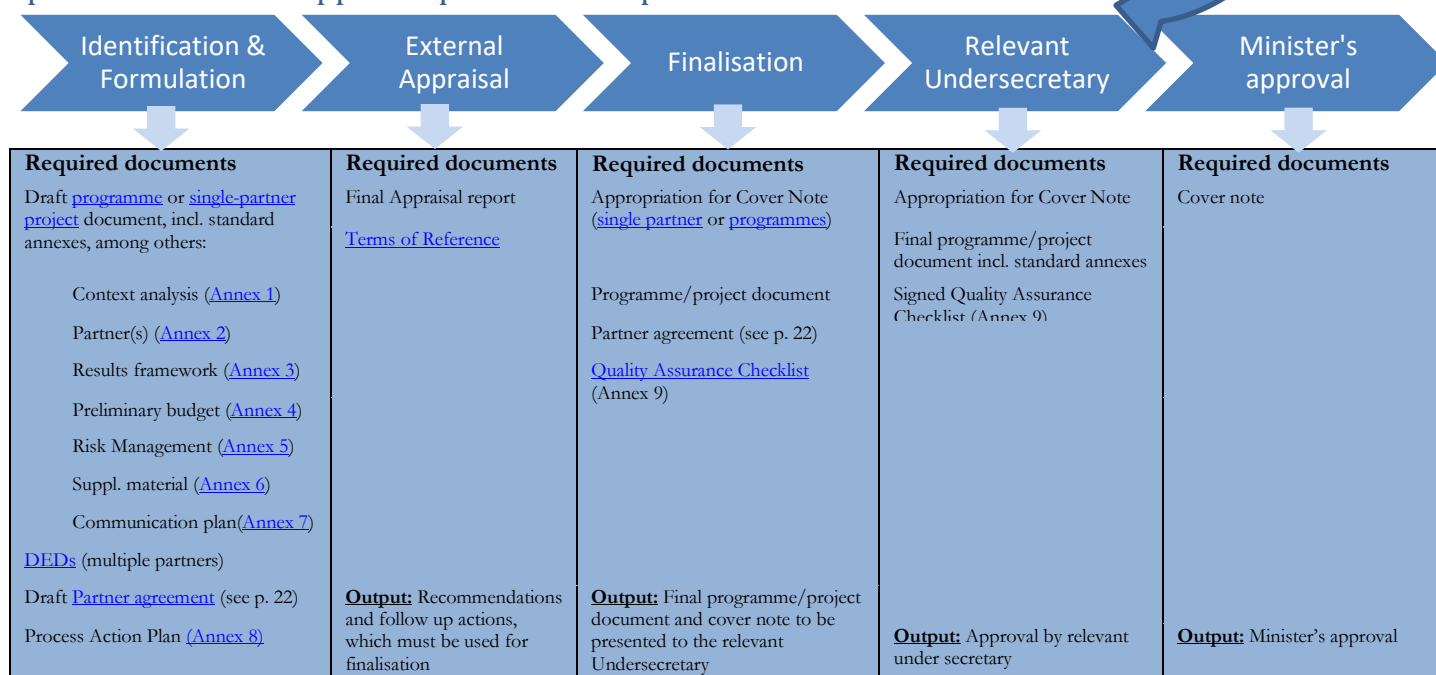 Identification &
Formulation
External
Appraisal
Finalisation
Relevant
Undersecretary
Minister's
approval
Required documents
Draft programme or single-partner
project document, incl. standard
annexes, among others:
Context analysis (Annex 1)
Partner(s) (Annex 2)
Results framework (Annex 3)
Preliminary budget (Annex 4)
Risk Management (Annex 5)
Suppl. material (Annex 6)
Communication plan(Annex 7)
DEDs (multiple partners)
Draft Partner agreement (see p. 22)
Process Action Plan (Annex 8)
Required documents
Final Appraisal report
Terms of Reference
Output: Recommendations
and follow up actions,
which must be used for
finalisation
Required documents
Appropriation for Cover Note
(single partner or programmes)
Programme/project document
Partner agreement (see p. 22)
Quality Assurance Checklist
(Annex 9)
Output: Final programme/project
document and cover note to be
presented to the relevant
Undersecretary
Required documents
Appropriation for Cover Note
Final programme/project
document incl. standard annexes
Signed Quality Assurance
Checklist (Annex 9)
Output: Approval by relevant
under secretary
Required documents
Cover note
Output: Minister's approval